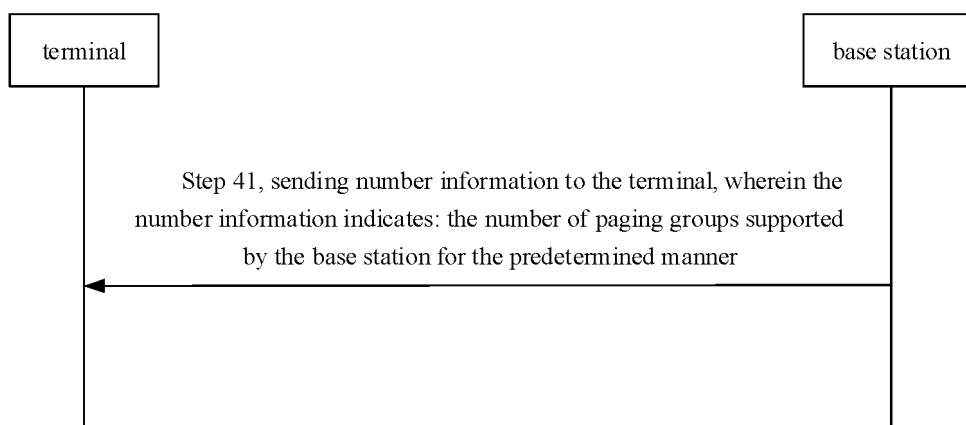 terminal
base station
Step 41, sending number information to the terminal, wherein the
number information indicates: the number of paging groups supported
by the base station for the predetermined manner